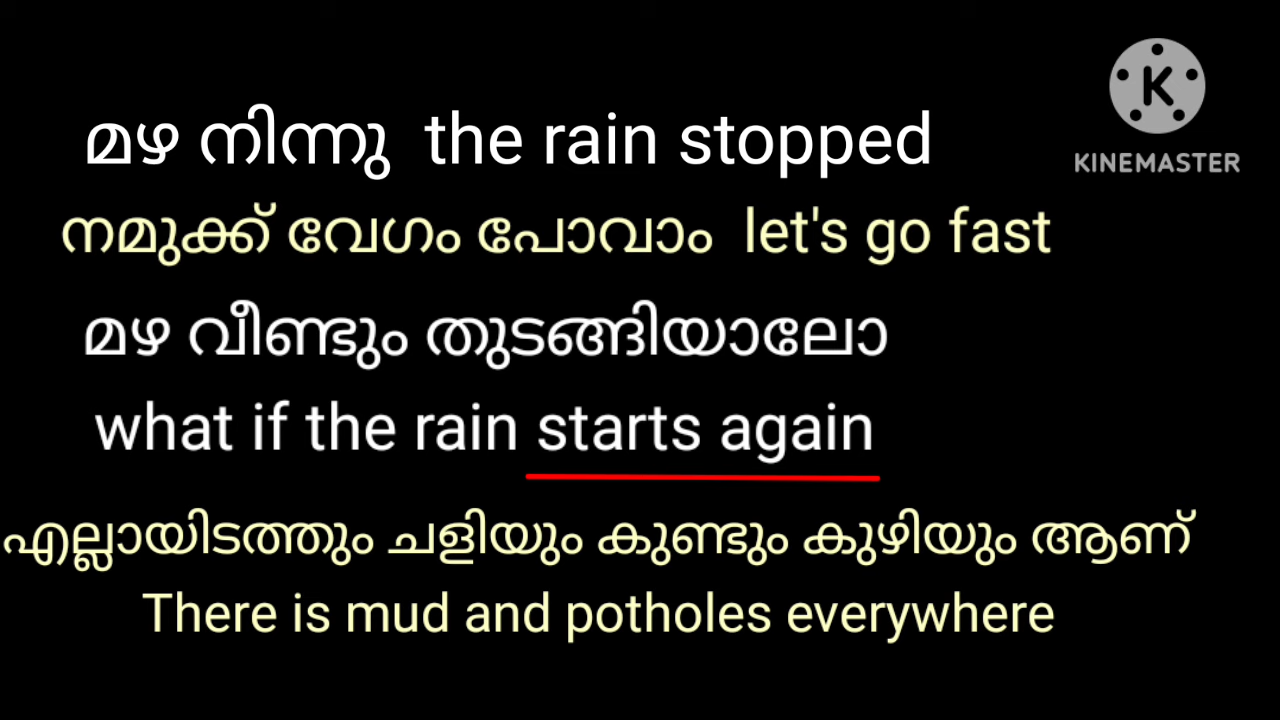 മഴ നിന്നു the rain stopped
KINEMASTER
നമുക്ക് വേഗം പോവാം let's go fast
മഴ വീണ്ടും തുടങ്ങിയാലോ
what if the rain starts again
എല്ലായിടത്തും ചളിയും കുണ്ടും കുഴിയും ആണ്
There is mud and potholes everywhere